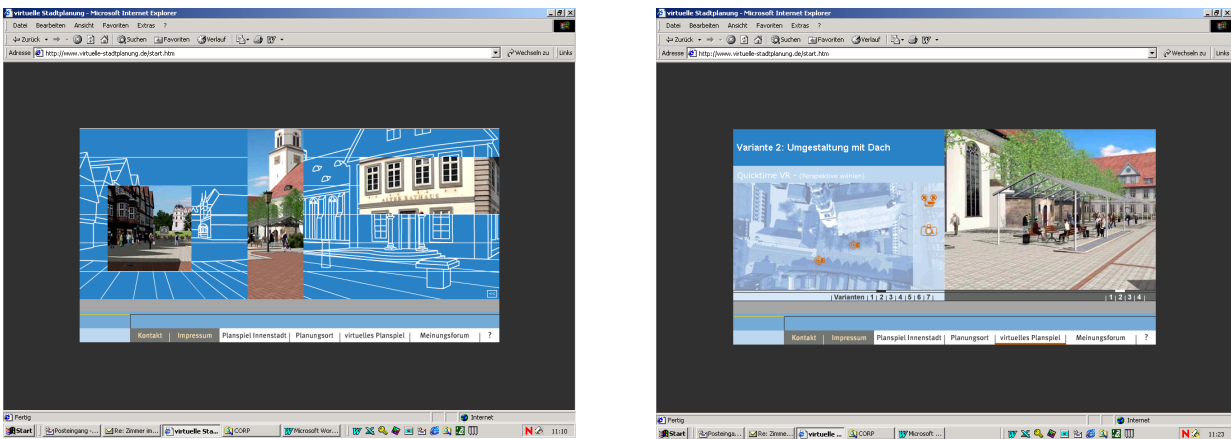 virtuelle Stadtplanung - Microsoft Internet Explorer
Datei Bearbeiten Ansicht Favoriten Extras ?
Zurück Suchen Favoriten Verlauf
Adresse http://www.virtuelle-stadtplanung.de/start.htm Wechseln zu Links
ALTES RATHAUS
<<
Kontakt | Impressum Planspiel Innenstadt | Planungsort | virtuelles Planspiel | Meinungsforum | ?
Fertig Internet
Start Posteingang -... Re: Zimmer im... virtuelle Sta... CORP Microsoft Wor... 11:10
virtuelle Stadtplanung - Microsoft Internet Explorer
Datei Bearbeiten Ansicht Favoriten Extras ?
Zurück Suchen Favoriten Verlauf
Adresse http://www.virtuelle-stadtplanung.de/start.htm Wechseln zu Links
Variante 2: Umgestaltung mit Dach
Quicktime VR - (Perspektive wählen)
| Varianten | 1 | 2 | 3 | 4 | 5 | 6 | 7 |
| 1 | 2 | 3 | 4 |
Kontakt | Impressum Planspiel Innenstadt | Planungsort | virtuelles Planspiel | Meinungsforum | ?
Fertig Internet
Start Posteinga... Re: Zimme... virtuelle ... CORP Microsoft ... 11:23